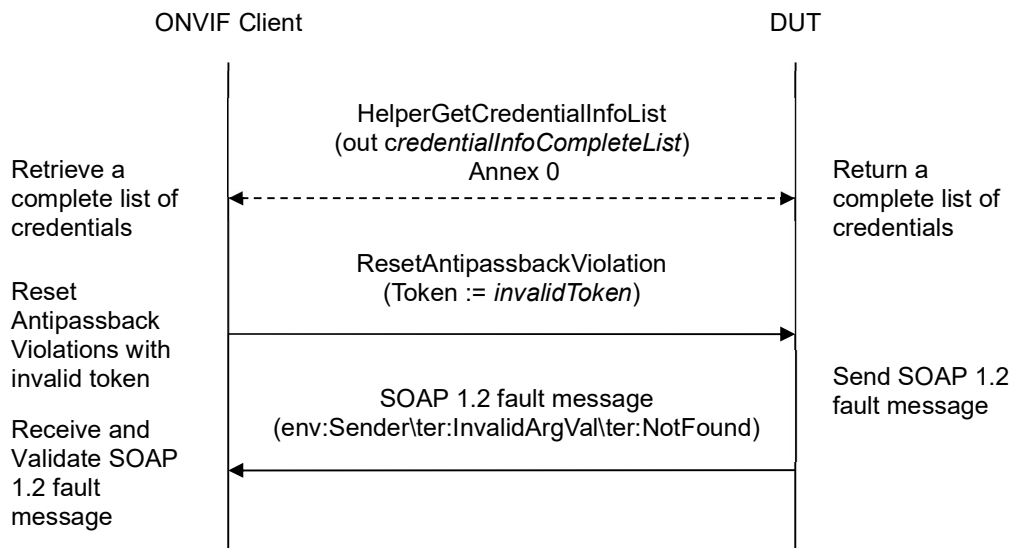 ONVIF Client
DUT
HelperGetCredentialInfoList
(out credentialInfoCompleteList)
Annex 0
Retrieve a
complete list of
credentials
Return a
complete list of
credentials
ResetAntipassbackViolation
(Token := invalidToken)
Reset
Antipassback
Violations with
invalid token
Send SOAP 1.2
fault message
SOAP 1.2 fault message
(env:Sender\ter:InvalidArgVal\ter:NotFound)
Receive and
Validate SOAP
1.2 fault
message